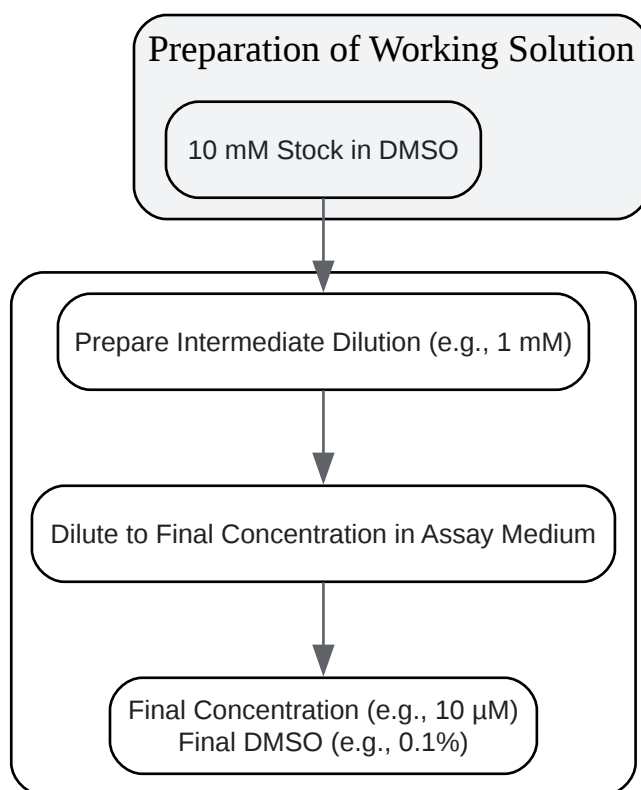 Preparation of Working Solution
10 mM Stock in DMSO
Prepare Intermediate Dilution (e.g., 1 mM)
Dilute to Final Concentration in Assay Medium
Final Concentration (e.g., 10 µM)
Final DMSO (e.g., 0.1%)